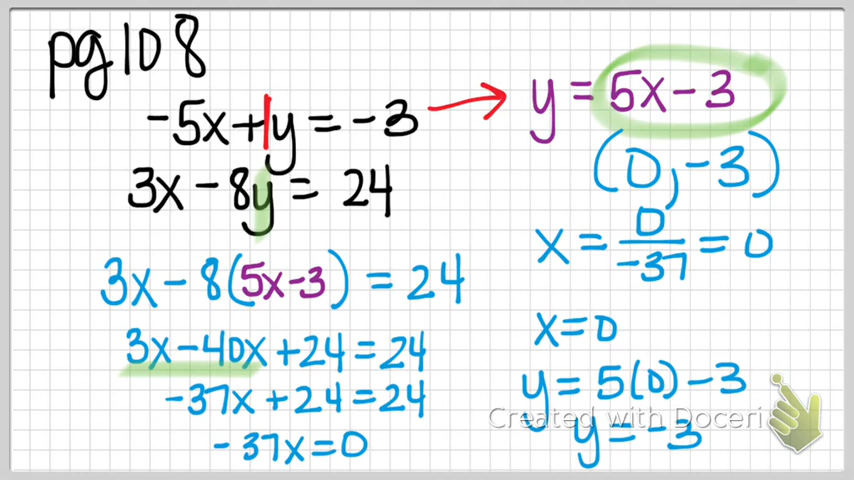 pg 108
-5x+1y = -3
3x - 8y = 24
3x - 8(5x-3) = 24
3x - 40x + 24 = 24
-37x + 24 = 24
-37x = 0
y = 5x - 3
(0, -3)
x = 0/-37 = 0
x = 0
y = 5(0) - 3
Created with Doceri
y = -3